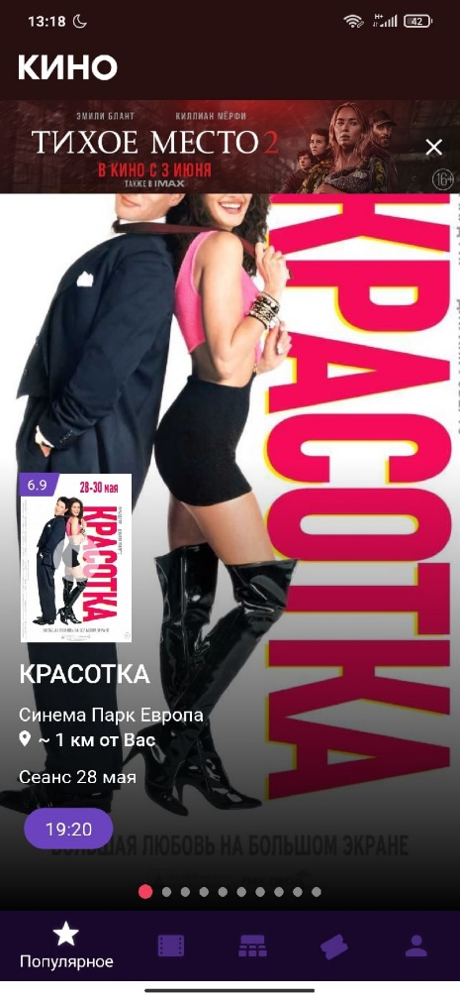 13:18
H+
42
КИНО
ЭМИЛИ БЛАНТ КИЛЛИАН МЁРФИ
ТИХОЕ МЕСТО 2
В КИНО С 3 ИЮНЯ
ТАКЖЕ В IMAX
16+
КРАСОТКА
6.9
28-30 мая
КРАСОТКА
КРАСОТКА
Синема Парк Европа
~ 1 км от Вас
Сеанс 28 мая
19:20
БОЛЬШАЯ ЛЮБОВЬ НА БОЛЬШОМ ЭКРАНЕ
Популярное